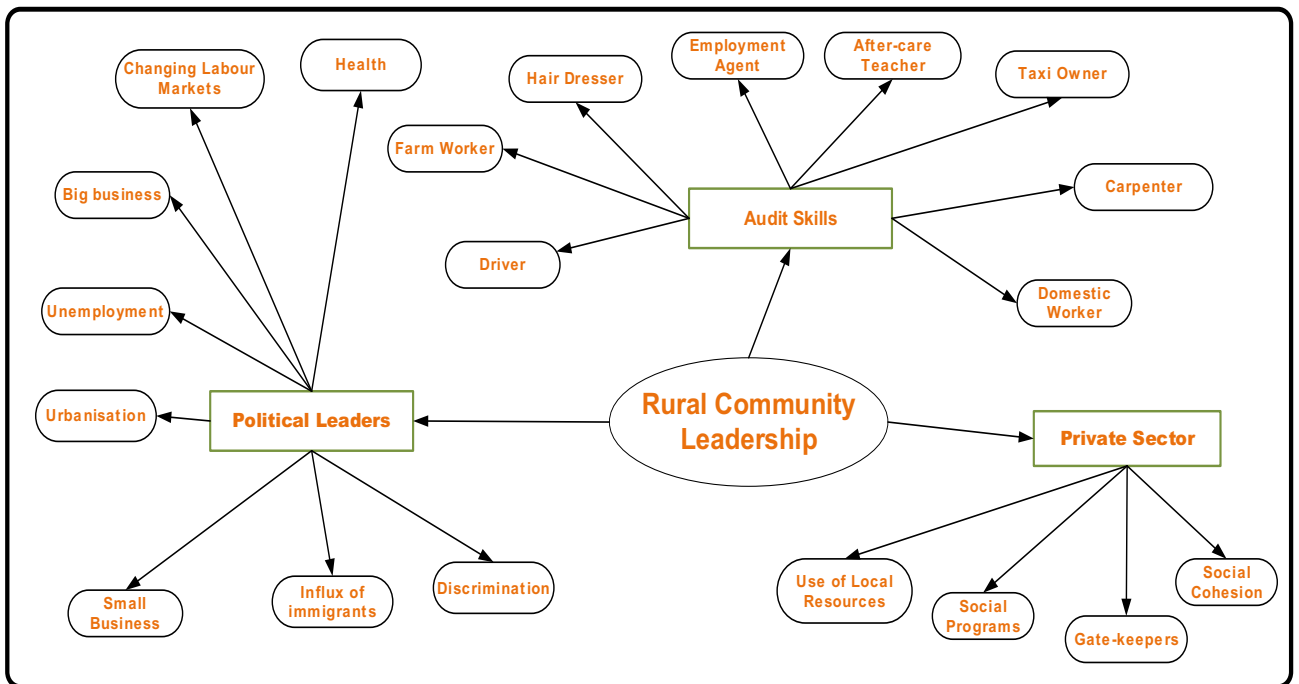 Changing Labour
Markets
Health
Hair Dresser
Employment
Agent
After-care
Teacher
Taxi Owner
Farm Worker
Big business
Audit Skills
Carpenter
Driver
Unemployment
Domestic
Worker
Urbanisation
Political Leaders
Rural Community
Leadership
Private Sector
Small
Business
Influx of
immigrants
Discrimination
Use of Local
Resources
Social
Programs
Gate-keepers
Social
Cohesion